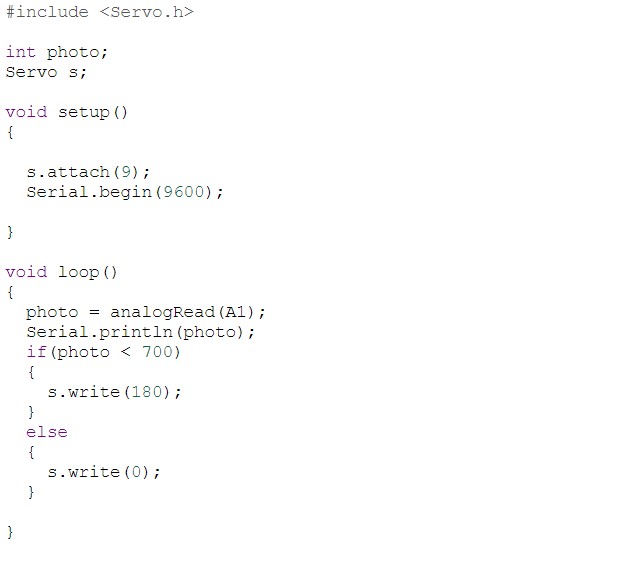 #include <Servo.h>
int photo;
Servo s;
void setup()
{
s.attach(9);
Serial.begin(9600);
}
void loop()
{
photo = analogRead(A1);
Serial.println(photo);
if(photo < 700)
{
s.write(180);
}
else
{
s.write(0);
}
}